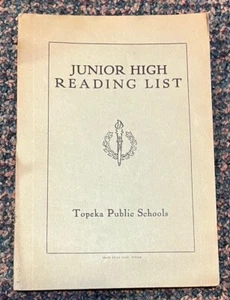 JUNIOR HIGH
READING LIST
Topeka Public Schools